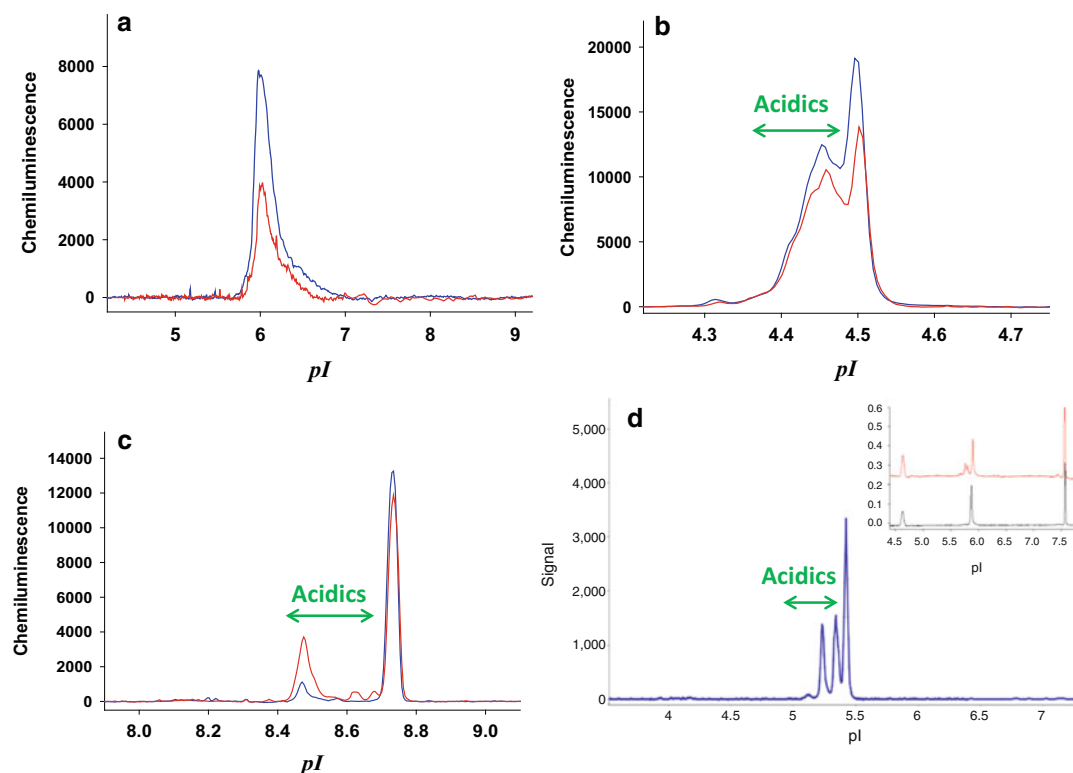 a
Chemiluminescence
8000
6000
4000
2000
0
5 6 7 8 9
pI
b
Chemiluminescence
20000
15000
10000
5000
0
Acidics
4.3 4.4 4.5 4.6 4.7
pI
c
Chemiluminescence
14000
12000
10000
8000
6000
4000
2000
0
Acidics
8.0 8.2 8.4 8.6 8.8 9.0
pI
d
Signal
5,000
4,000
3,000
2,000
1,000
0
Acidics
4 4.5 5 5.5 6 6.5 7
pI
0.6
0.5
0.4
0.3
0.2
0.1
0.0
4.5 5.0 5.5 6.0 6.5 7.0 7.5
pI